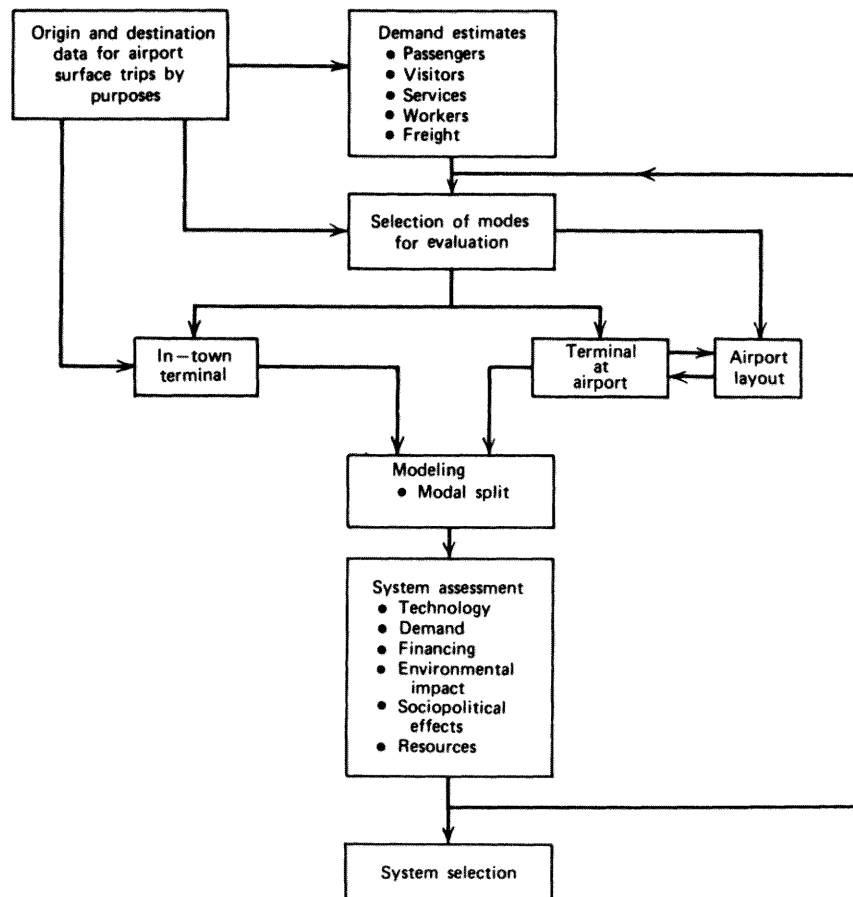 Origin and destination
data for airport
surface trips by
purposes
Demand estimates
● Passengers
● Visitors
● Services
● Workers
● Freight
Selection of modes
for evaluation
In-town
terminal
Terminal
at
airport
Airport
layout
Modeling
● Modal split
System assessment
● Technology
● Demand
● Financing
● Environmental
impact
● Sociopolitical
effects
● Resources
System selection